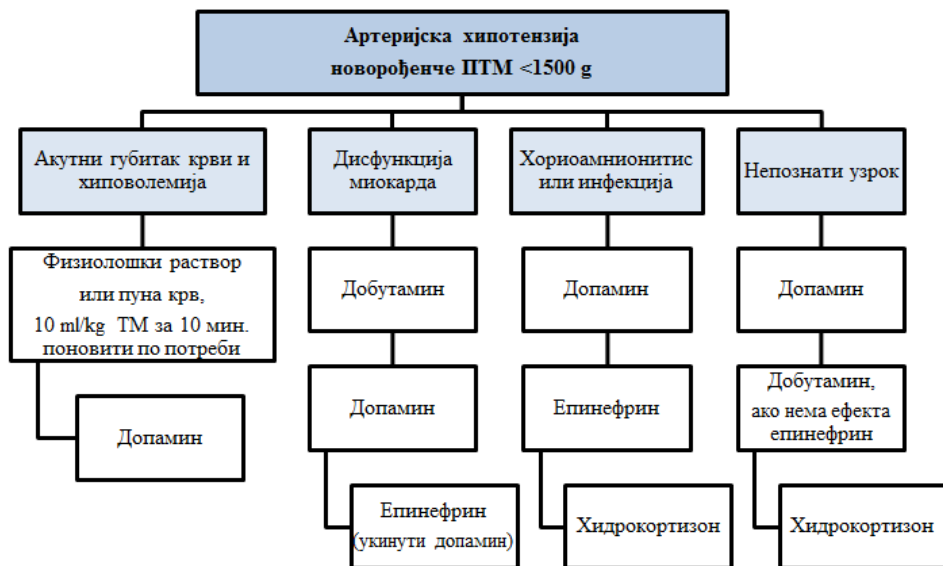 Артеријска хипотензија
новорођенче ПТМ <1500 g
Акутни губитак крви и
хиповолемија
Дисфункција
миокарда
Хориоамнионитис
или инфекција
Непознати узрок
Физиолошки раствор
или пуна крв,
10 ml/kg ТМ за 10 мин.
поновити по потреби
Добутамин
Допамин
Допамин
Допамин
Допамин
Епинефрин
Добутамин,
ако нема ефекта
епинефрин
Епинефрин
(укинути допамин)
Хидрокортизон
Хидрокортизон